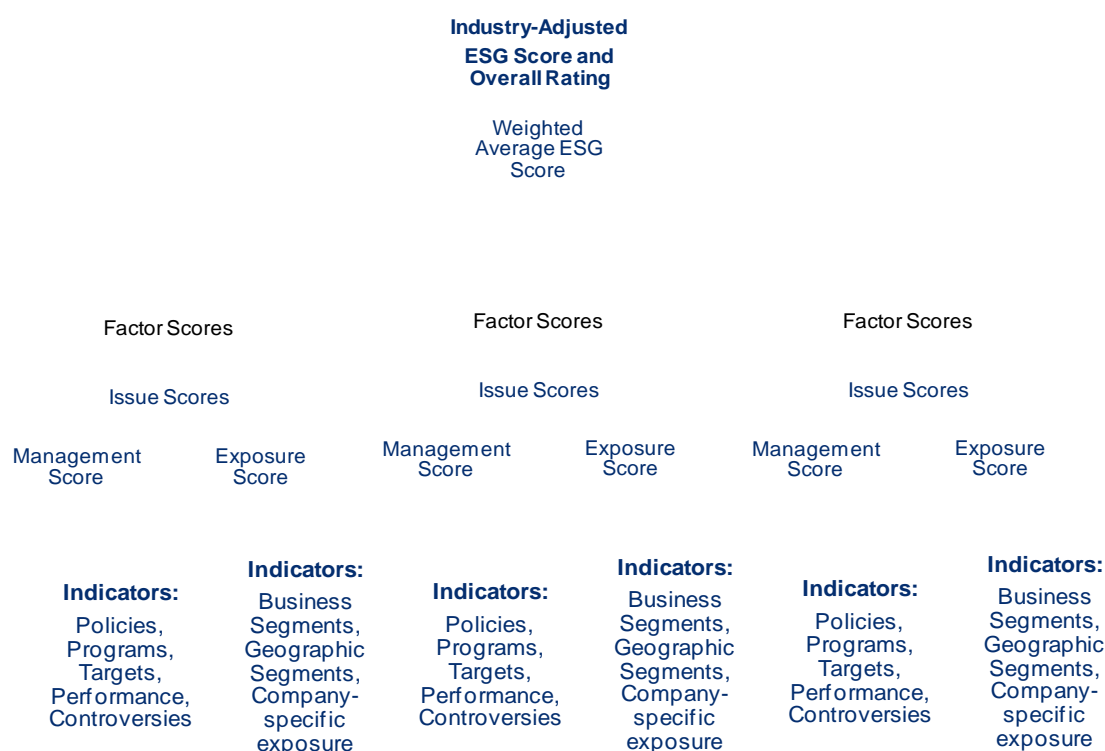 Industry-Adjusted
ESG Score and
Overall Rating
Weighted
Average ESG
Score
Factor Scores
Factor Scores
Factor Scores
Issue Scores
Issue Scores
Issue Scores
Management
Score
Exposure
Score
Management
Score
Exposure
Score
Management
Score
Exposure
Score
Indicators:
Policies,
Programs,
Targets,
Performance,
Controversies
Indicators:
Business
Segments,
Geographic
Segments,
Company-
specific
exposure
Indicators:
Policies,
Programs,
Targets,
Performance,
Controversies
Indicators:
Business
Segments,
Geographic
Segments,
Company-
specific
exposure
Indicators:
Policies,
Programs,
Targets,
Performance,
Controversies
Indicators:
Business
Segments,
Geographic
Segments,
Company-
specific
exposure